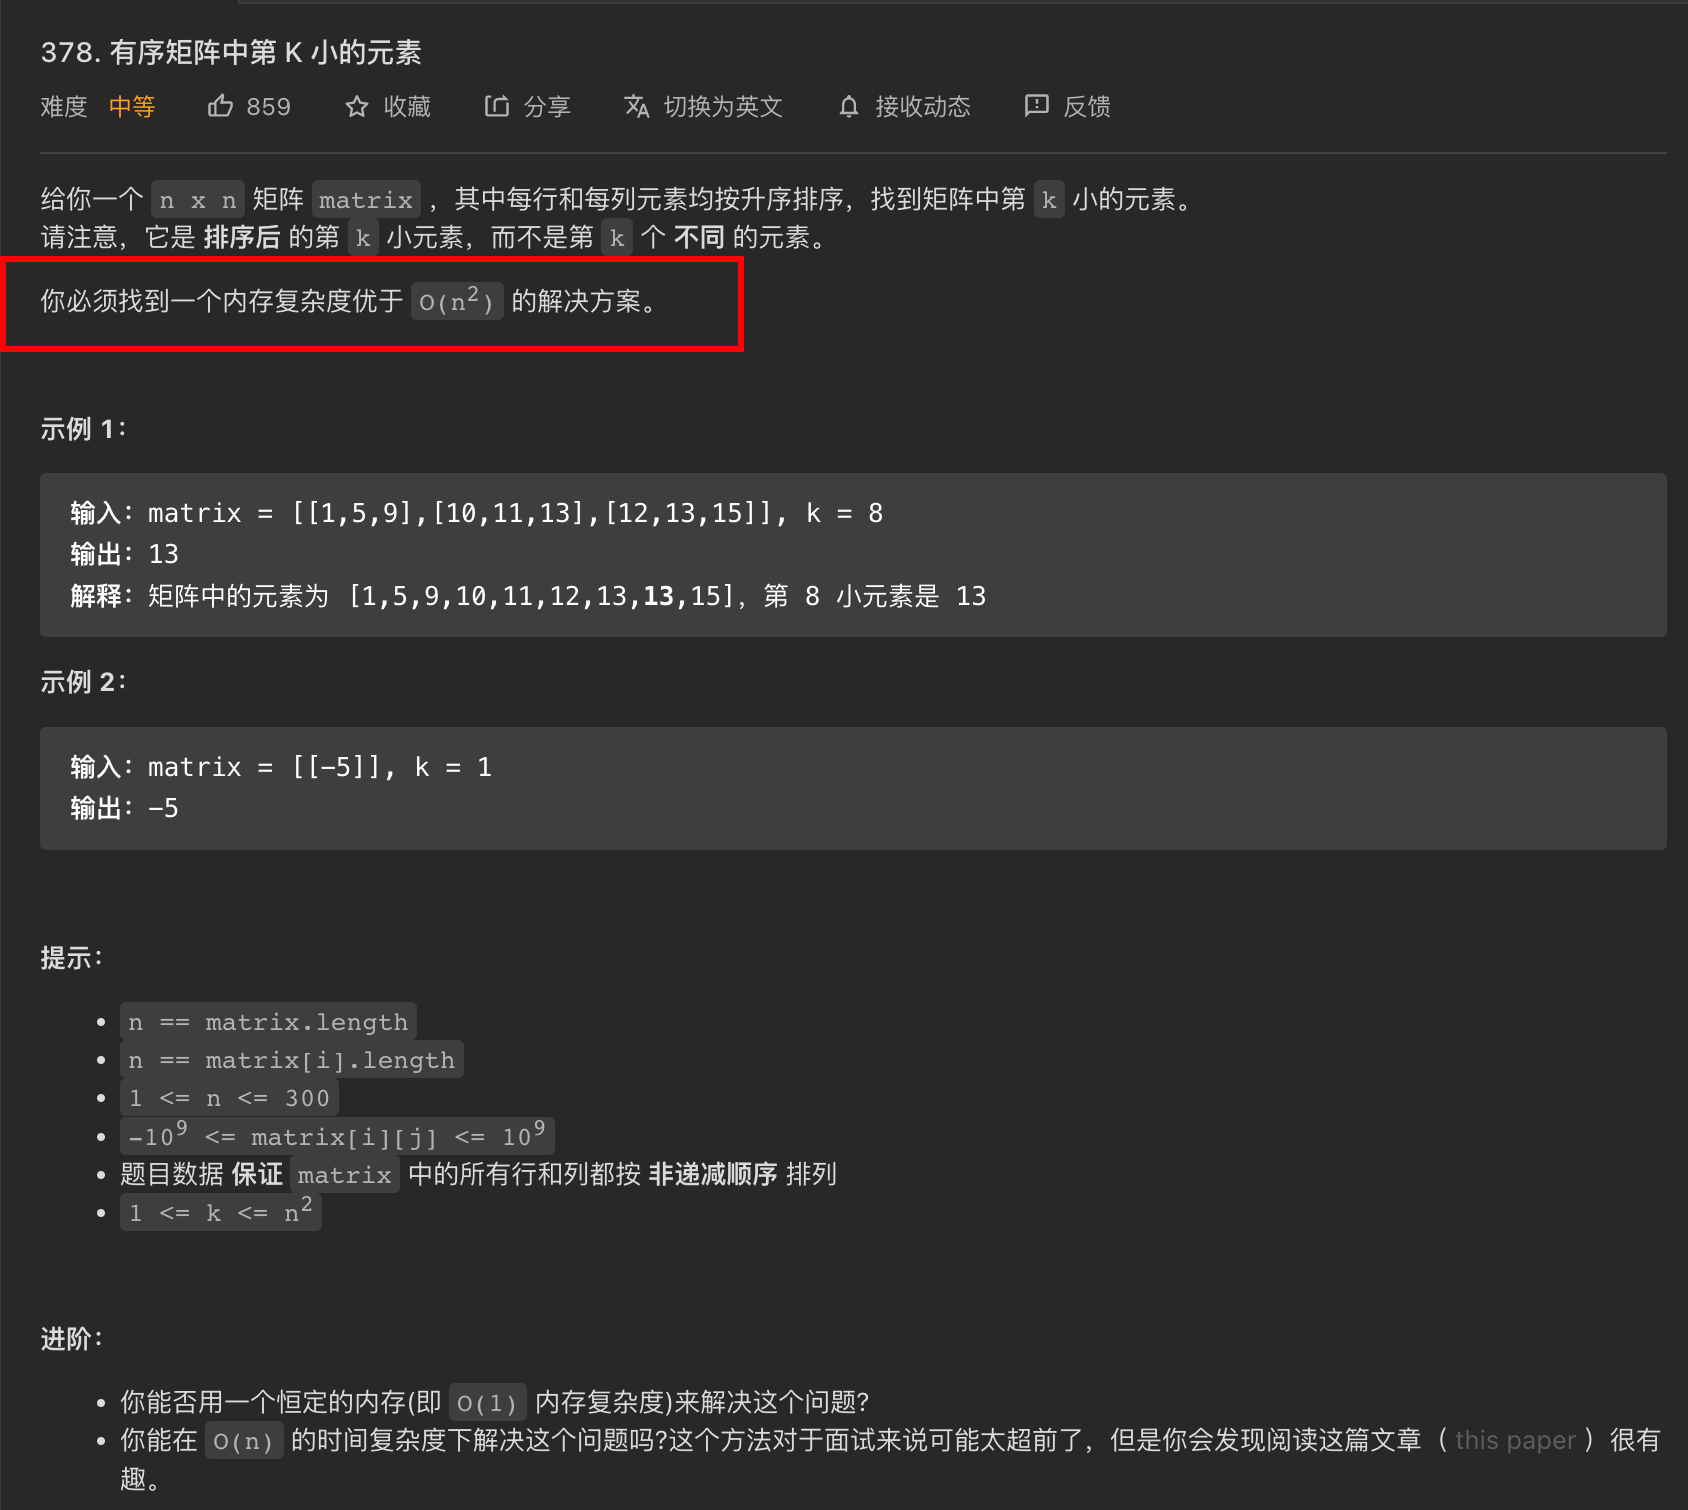 378. 有序矩阵中第 K 小的元素
难度 中等 859 收藏 分享 切换为英文 接收动态 反馈
给你一个 n x n 矩阵 matrix ，其中每行和每列元素均按升序排序，找到矩阵中第 k 小的元素。
请注意，它是 排序后 的第 k 小元素，而不是第 k 个 不同 的元素。
你必须找到一个内存复杂度优于 O(n²) 的解决方案。
示例 1：
输入：matrix = [[1,5,9],[10,11,13],[12,13,15]], k = 8
输出：13
解释：矩阵中的元素为 [1,5,9,10,11,12,13,13,15]，第 8 小元素是 13
示例 2：
输入：matrix = [[-5]], k = 1
输出：-5
提示：
• n == matrix.length
• n == matrix[i].length
• 1 <= n <= 300
• -10⁹ <= matrix[i][j] <= 10⁹
• 题目数据 保证 matrix 中的所有行和列都按 非递减顺序 排列
• 1 <= k <= n²
进阶：
• 你能否用一个恒定的内存(即 O(1) 内存复杂度)来解决这个问题?
• 你能在 O(n) 的时间复杂度下解决这个问题吗?这个方法对于面试来说可能太超前了，但是你会发现阅读这篇文章（ this paper ）很有
趣。